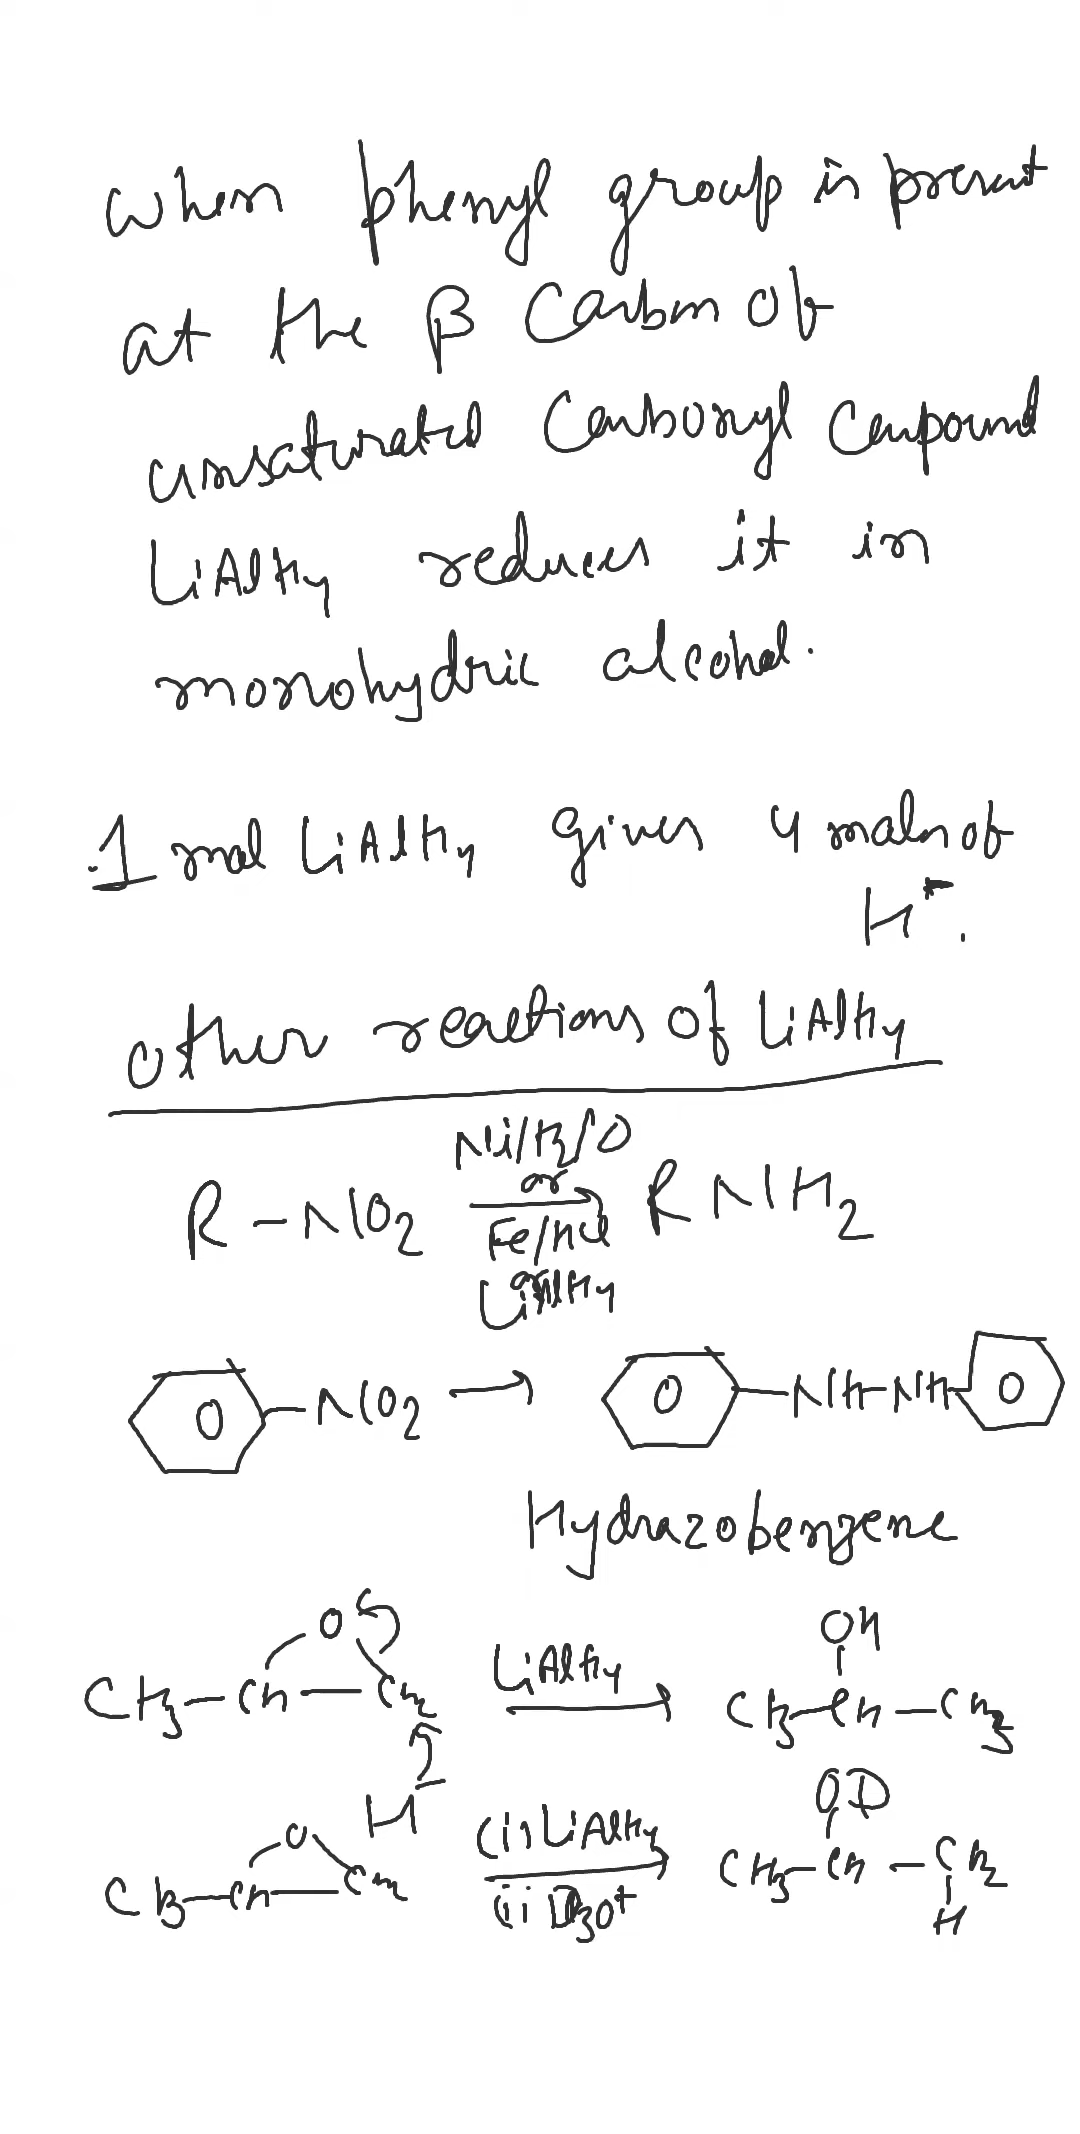 when phenyl group is present
at the β Carbon of
unsaturated Carbonyl Compound
LiAlH4 reduces it in
monohydric alcohol.
1 mol LiAlH4 gives 4 moles of
H⁻.
other reactions of LiAlH4
Ni/H2/O
or
R-NO2 → RNH2
Fe/HCl
or
LiAlH4
-NO2 → -NH-NH-
Hydrazobenzene
O OH
CH3-CH-CH2 LiAlH4 → CH3-CH-CH3
H⁻
O OD
CH3-CH-CH2 (i) LiAlH4 → CH3-CH-CH2
(ii D3O+ H